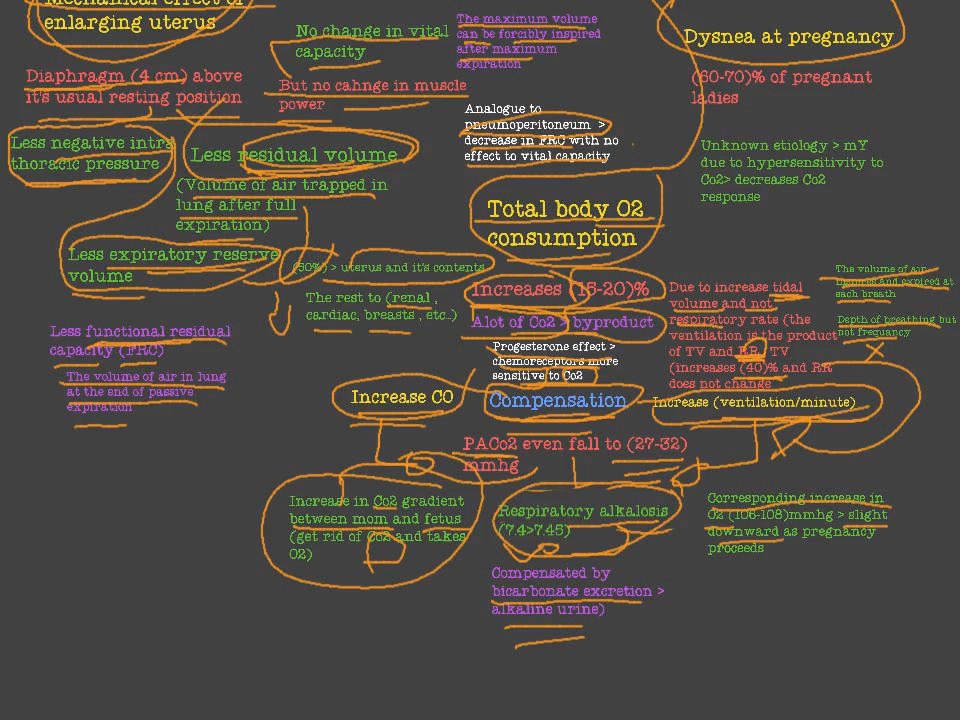 Mechanical effect of
enlarging uterus
No change in vital
capacity
But no cahnge in muscle
power
The maximum volume
can be forcibly inspired
after maximum
expiration
Dysnea at pregnancy
(60-70)% of pregnant
ladies
Unknown etiology > mY
due to hypersensitivity to
Co2> decreases Co2
response
Diaphragm (4 cm) above
it's usual resting position
Less negative intra
thoracic pressure
Less residual volume
(Volume of air trapped in
lung after full
expiration)
Less expiratory reserve
volume
Analogue to
pneumoperitoneum >
decrease in FRC with no
effect to vital capacity
Total body O2
consumption
(50%) > uterus and it's contents
The rest to (renal ,
cardiac, breasts , etc..)
Increases (15-20)%
Alot of Co2 > byproduct
Progesterone effect >
chemoreceptors more
sensitive to Co2
Due to increase tidal
volume and not
respiratory rate (the
ventilation is the product
of TV and RR / TV
(increases (40)% and RR
does not change
The volume of air
and expired at
each breath
Depth of breathing but
not frequancy
Less functional residual
capacity (FRC)
The volume of air in lung
at the end of passive
expiration
Increase CO
Compensation
Increase (ventilation/minute)
PACo2 even fall to (27-32)
mmhg
Increase in Co2 gradient
between mom and fetus
(get rid of Co2 and takes
O2)
Respiratory alkalosis
(7.4>7.45)
Corresponding increase in
O2 (106-108)mmhg > slight
downward as pregnancy
proceeds
Compensated by
bicarbonate excretion >
alkaline urine)